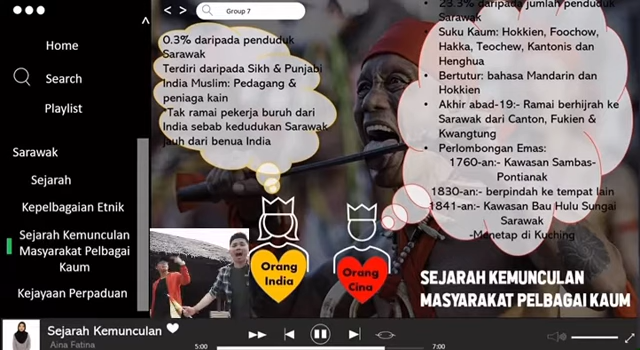 Group 7
Home
Search
Playlist
Sarawak
Sejarah
Kepelbagaian Etnik
Sejarah Kemunculan
Masyarakat Pelbagai
Kaum
Kejayaan Perpaduan
0.3% daripada penduduk
Sarawak
Terdiri daripada Sikh & Punjabi
India Muslim: Pedagang &
peniaga kain
Tak ramai pekerja buruh dari
India sebab kedudukan Sarawak
jauh dari benua India
• 23.3% daripada jumlah penduduk
Sarawak
• Suku Kaum: Hokkien, Foochow,
Hakka, Teochew, Kantonis dan
Henghua
• Bertutur: bahasa Mandarin dan
Hokkien
• Akhir abad-19:- Ramai berhijrah ke
Sarawak dari Canton, Fukien &
Kwangtung
• Perlombongan Emas:
1760-an:- Kawasan Sambas-
Pontianak
1830-an:- berpindah ke tempat lain
1841-an:- Kawasan Bau Hulu Sungai
Sarawak
-Menetap di Kuching
Orang
India
Orang
Cina
SEJARAH KEMUNCULAN
MASYARAKAT PELBAGAI KAUM
Sejarah Kemunculan
Aina Fatina
5:00
7:00